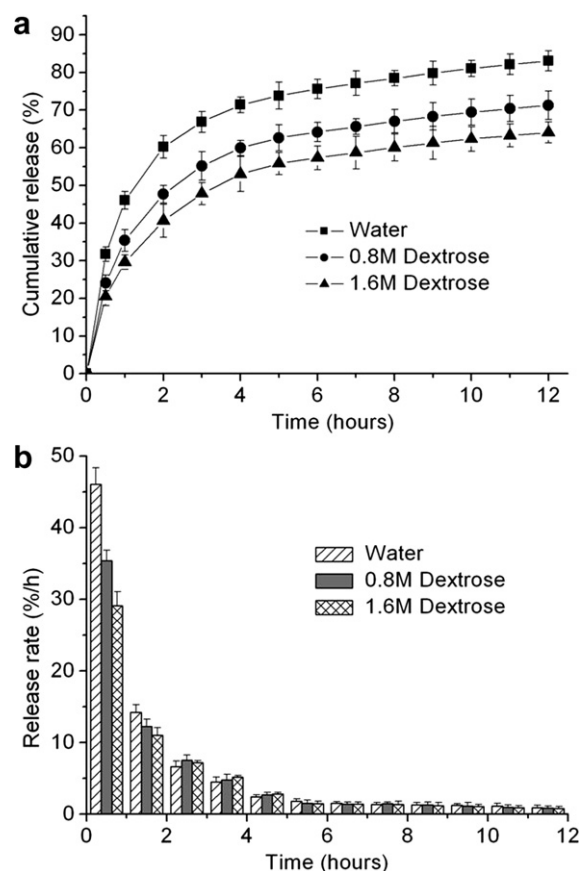 a
Cumulative release (%)
90
80
70
60
50
40
30
20
10
0
Water
0.8M Dextrose
1.6M Dextrose
0 2 4 6 8 10 12
Time (hours)
b
Release rate (%/h)
50
40
30
20
10
0
Water
0.8M Dextrose
1.6M Dextrose
0 2 4 6 8 10 12
Time (hours)